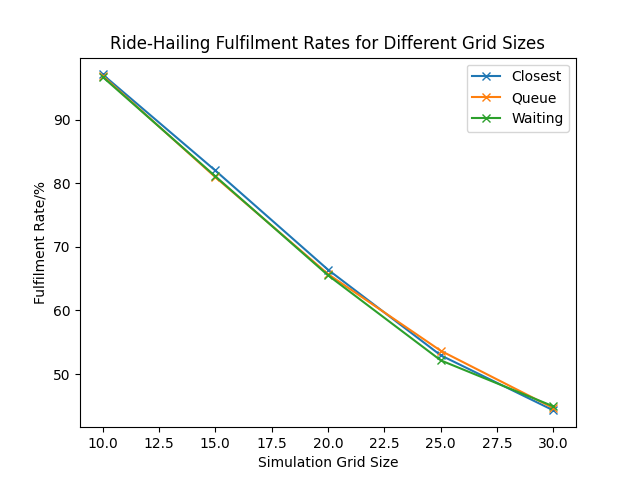 Ride-Hailing Fulfilment Rates for Different Grid Sizes
Closest
Queue
Waiting
Fulfilment Rate/%
90
80
70
60
50
10.0 12.5 15.0 17.5 20.0 22.5 25.0 27.5 30.0
Simulation Grid Size